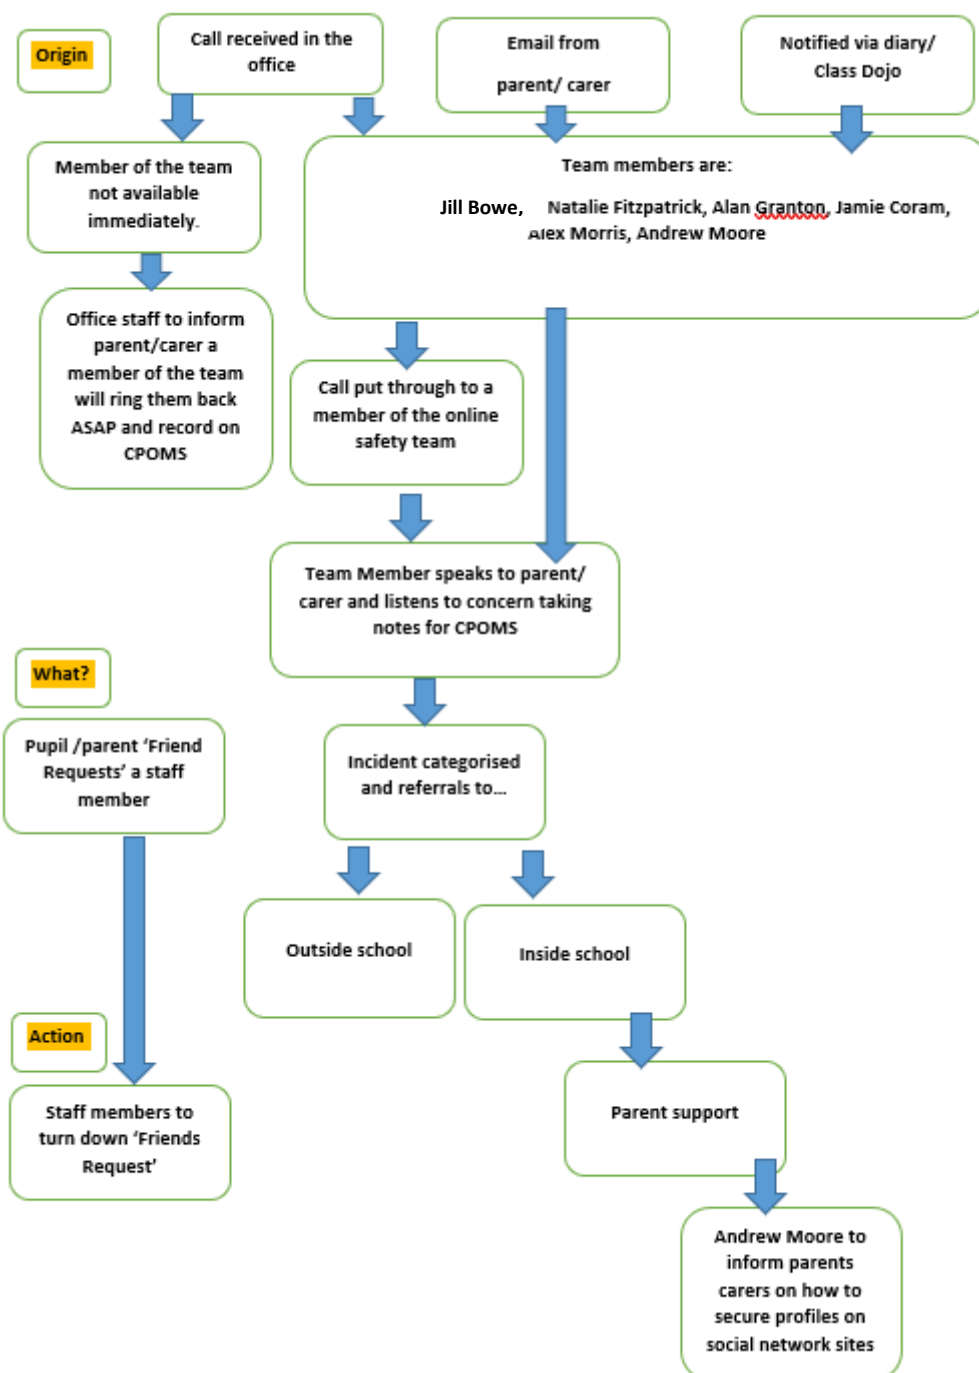 Origin
Call received in the
office
Email from
parent/ carer
Notified via diary/
Class Dojo
Member of the team
not available
immediately.
Team members are:
Jill Bowe, Natalie Fitzpatrick, Alan Granton, Jamie Coram,
Alex Morris, Andrew Moore
Office staff to inform
parent/carer a
member of the team
will ring them back
ASAP and record on
CPOMS
Call put through to a
member of the online
safety team
Team Member speaks to parent/
carer and listens to concern taking
notes for CPOMS
What?
Pupil /parent ‘Friend
Requests’ a staff
member
Incident categorised
and referrals to...
Outside school
Inside school
Action
Staff members to
turn down ‘Friends
Request’
Parent support
Andrew Moore to
inform parents
carers on how to
secure profiles on
social network sites